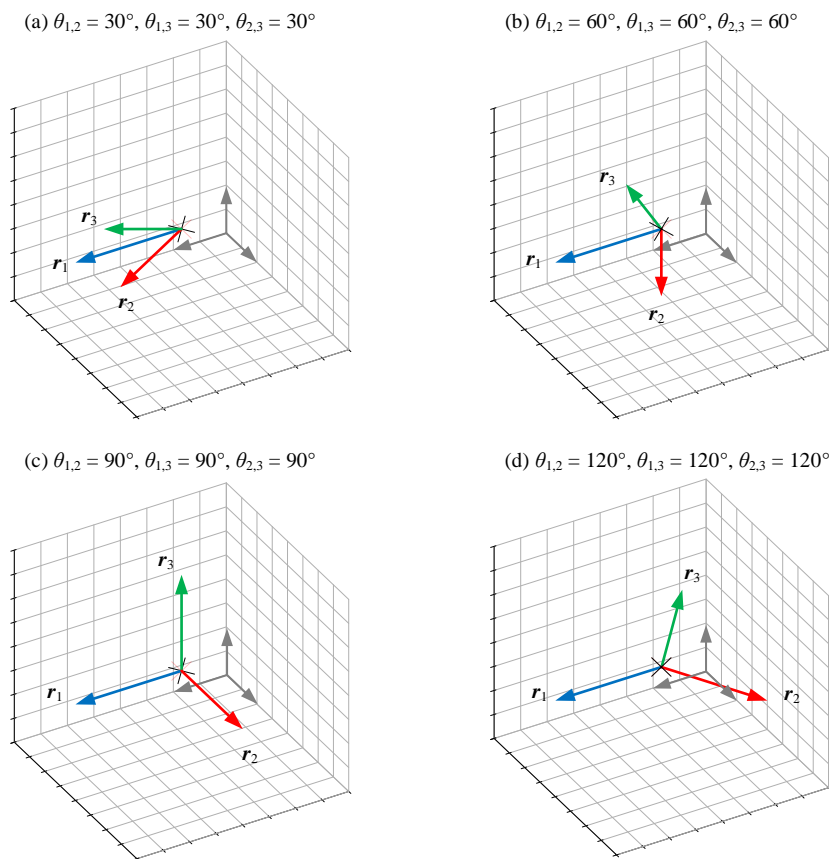 (a) θ1,2 = 30°, θ1,3 = 30°, θ2,3 = 30°
(b) θ1,2 = 60°, θ1,3 = 60°, θ2,3 = 60°
r3
r1
r2
r3
r1
r2
(c) θ1,2 = 90°, θ1,3 = 90°, θ2,3 = 90°
(d) θ1,2 = 120°, θ1,3 = 120°, θ2,3 = 120°
r3
r1
r2
r3
r1
r2